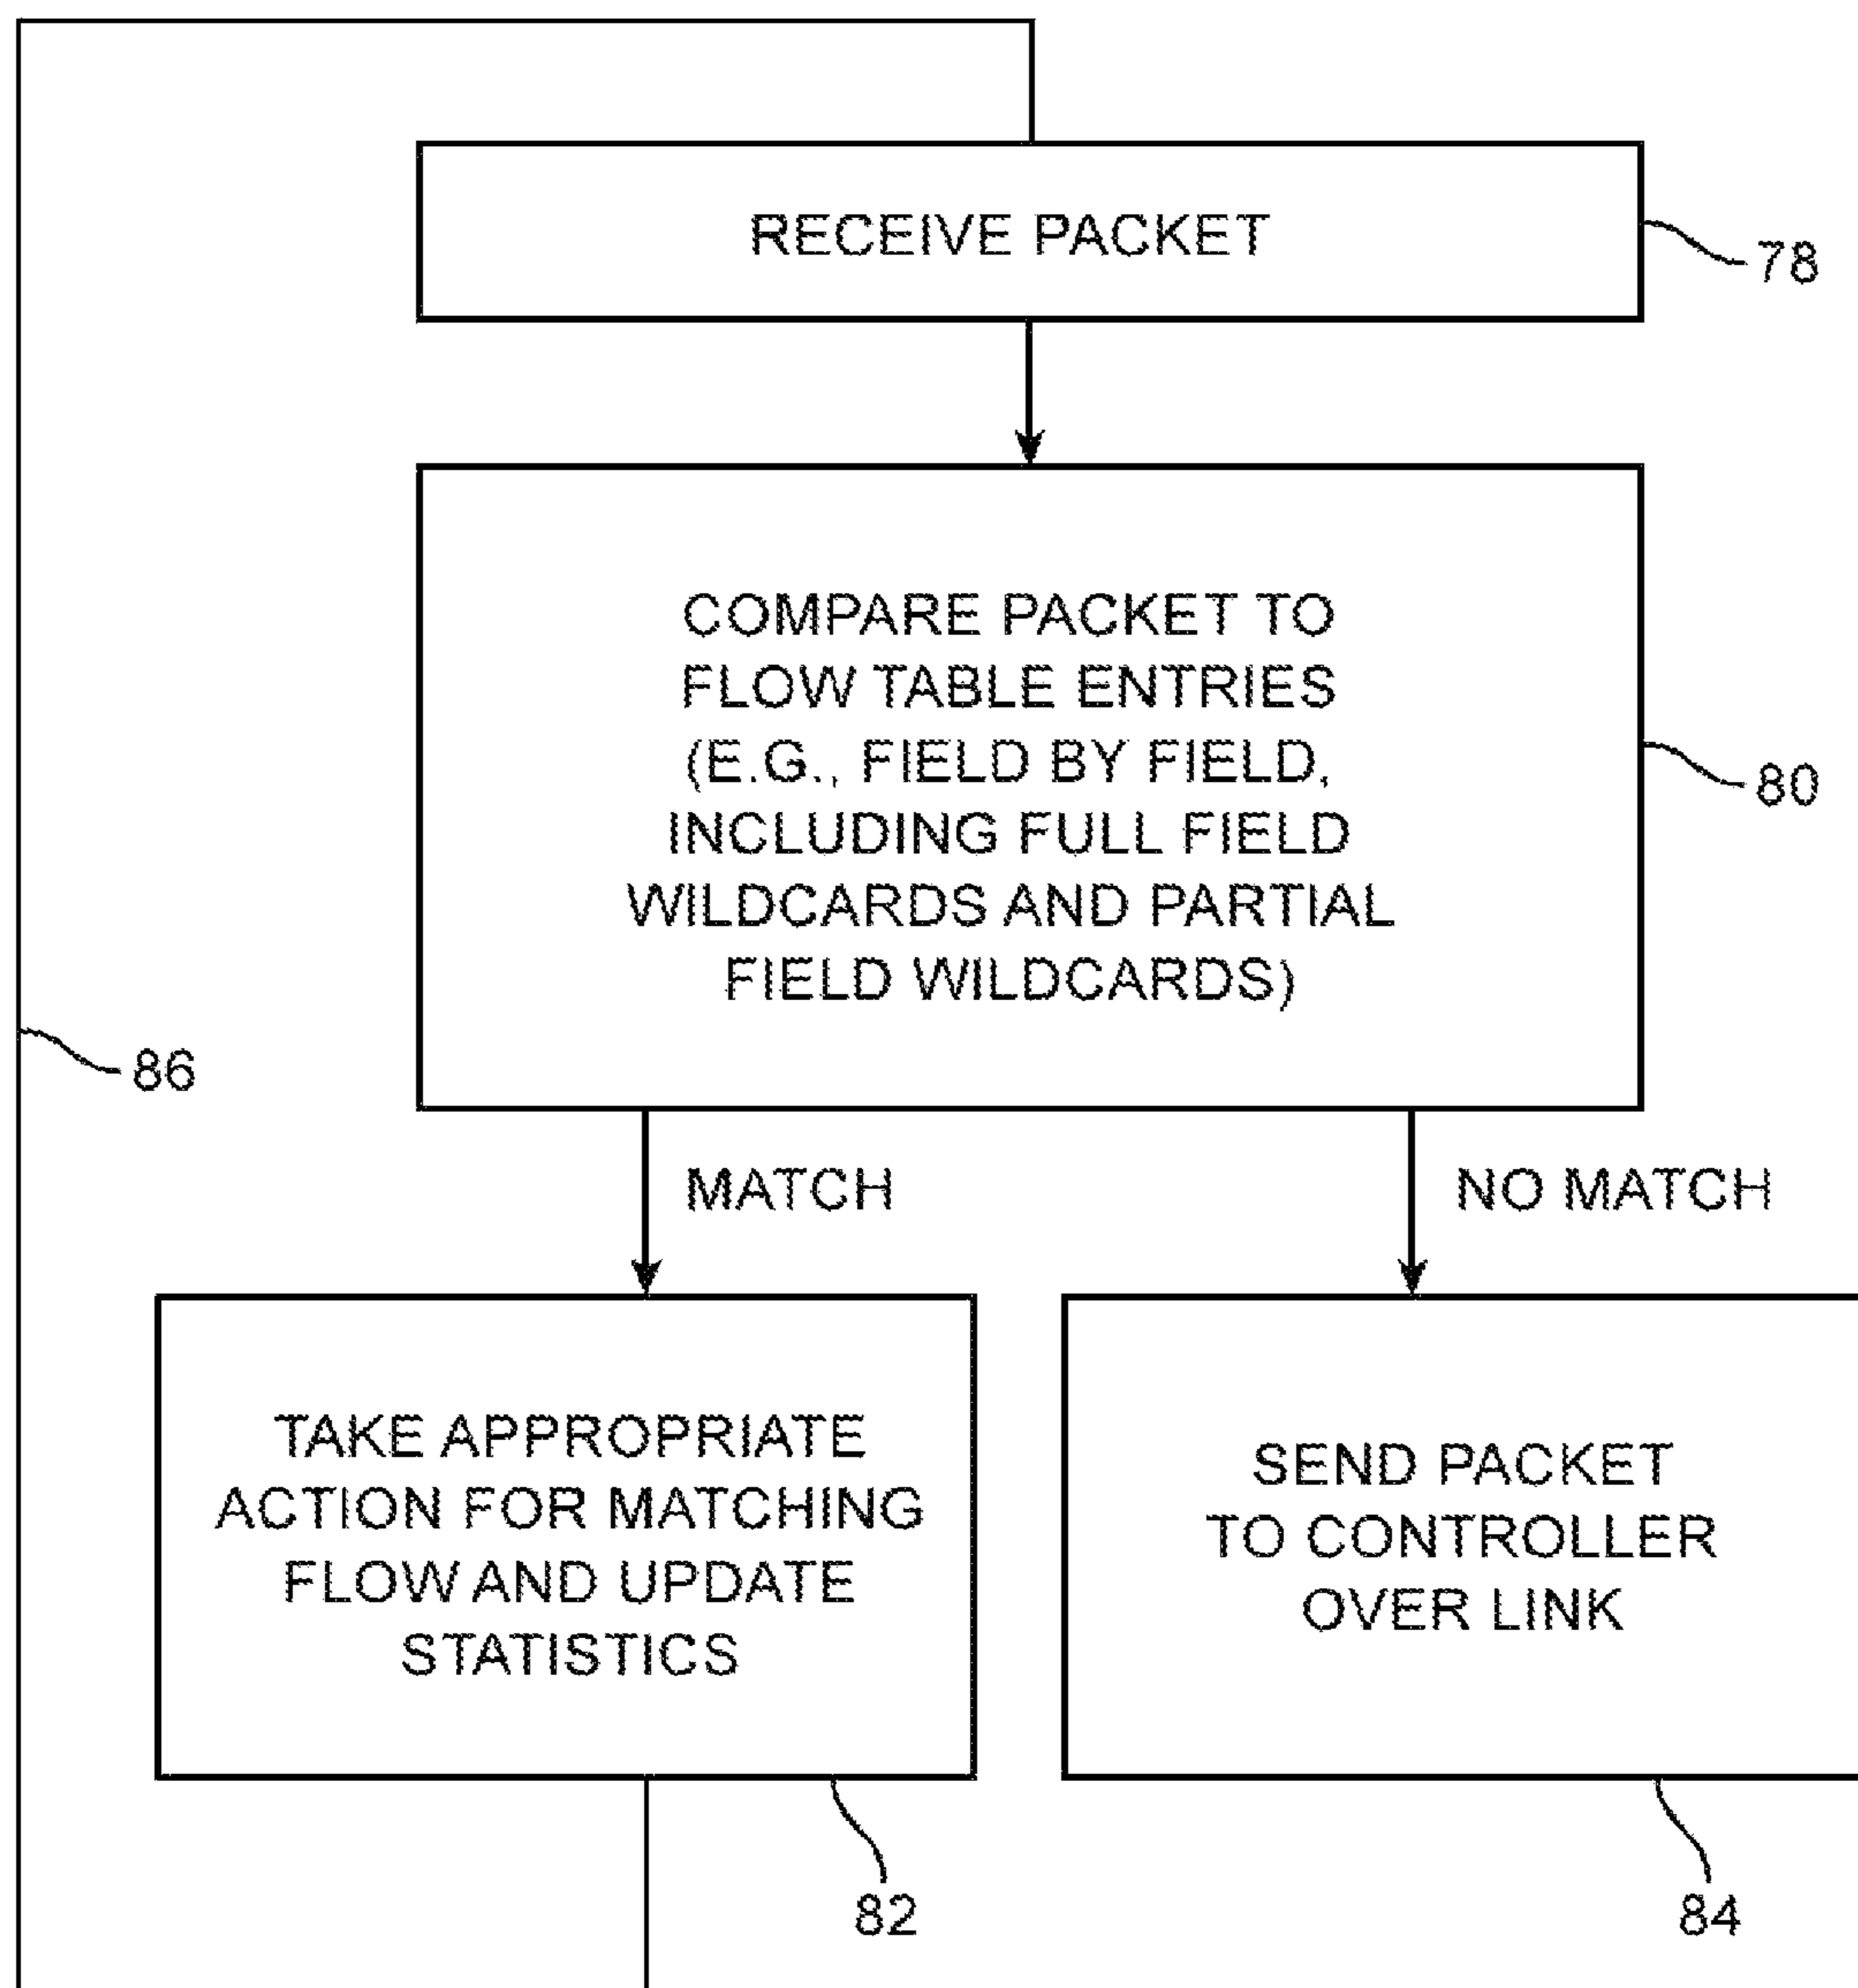 RECEIVE PACKET
78
COMPARE PACKET TO
FLOW TABLE ENTRIES
(E.G., FIELD BY FIELD,
INCLUDING FULL FIELD
WILDCARDS AND PARTIAL
FIELD WILDCARDS)
80
86
MATCH
NO MATCH
TAKE APPROPRIATE
ACTION FOR MATCHING
FLOW AND UPDATE
STATISTICS
SEND PACKET
TO CONTROLLER
OVER LINK
82
84